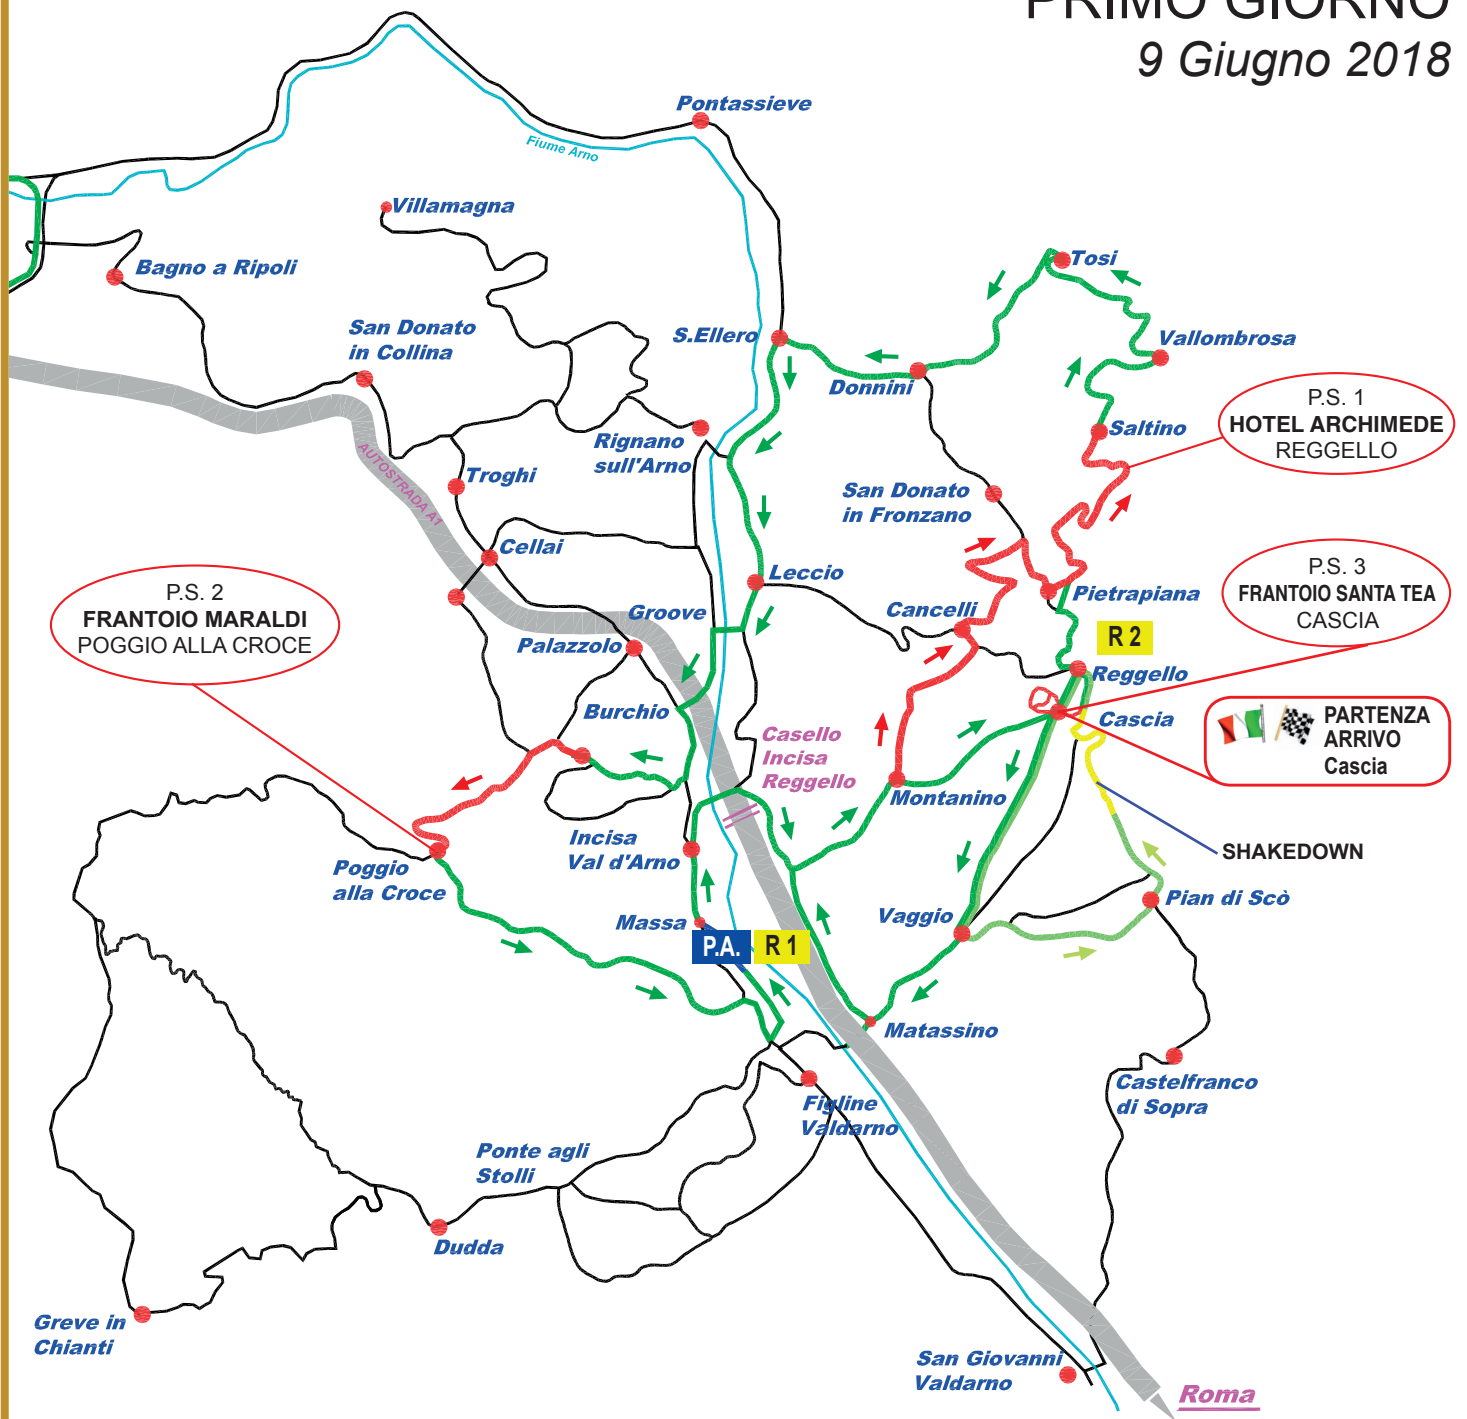 PRIMO GIORNO
9 Giugno 2018
Pontassieve
Fiume Arno
Villamagna
Bagno a Ripoli
Tosi
San Donato
in Collina
S.Ellero
Vallombrosa
Donnini
P.S. 1
HOTEL ARCHIMEDE
REGGELLO
Saltino
Rignano
sull'Arno
AUTOSTRADA A1
Troghi
San Donato
in Fronzano
Cellai
Leccio
P.S. 3
FRANTOIO SANTA TEA
CASCIA
P.S. 2
FRANTOIO MARALDI
POGGIO ALLA CROCE
Groove
Cancelli
Pietrapiana
R 2
Palazzolo
Reggello
Burchio
Cascia
PARTENZA
ARRIVO
Cascia
Casello
Incisa
Reggello
Montanino
Incisa
Val d'Arno
SHAKEDOWN
Poggio
alla Croce
Pian di Scò
Massa
Vaggio
P.A.
R 1
Matassino
Castelfranco
di Sopra
Figline
Valdarno
Ponte agli
Stolli
Dudda
Greve in
Chianti
San Giovanni
Valdarno
Roma